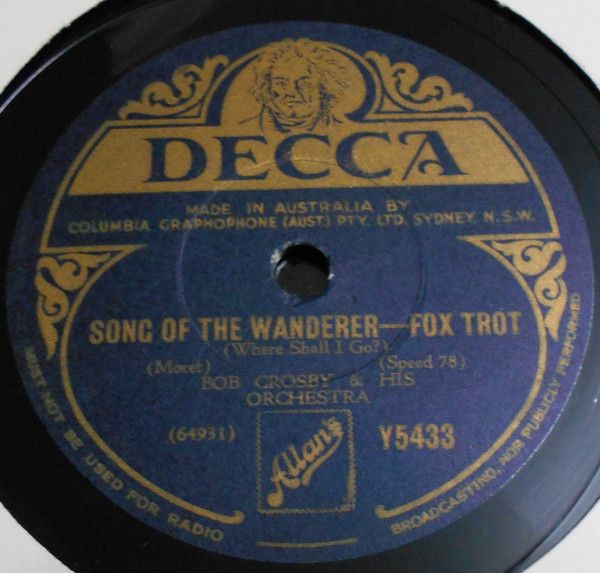 DECCA
MADE IN AUSTRALIA BY
COLUMBIA GRAPHOPHONE (AUST.) PTY. LTD. SYDNEY. N.S.W.
SONG OF THE WANDERER—FOX TROT
(Where Shall I Go?)
(Moret) (Speed 78)
BOB CROSBY & HIS
ORCHESTRA
(64931) Allans Y5433
MUST NOT BE USED FOR RADIO
BROADCASTING, NOR PUBLICLY PERFORMED